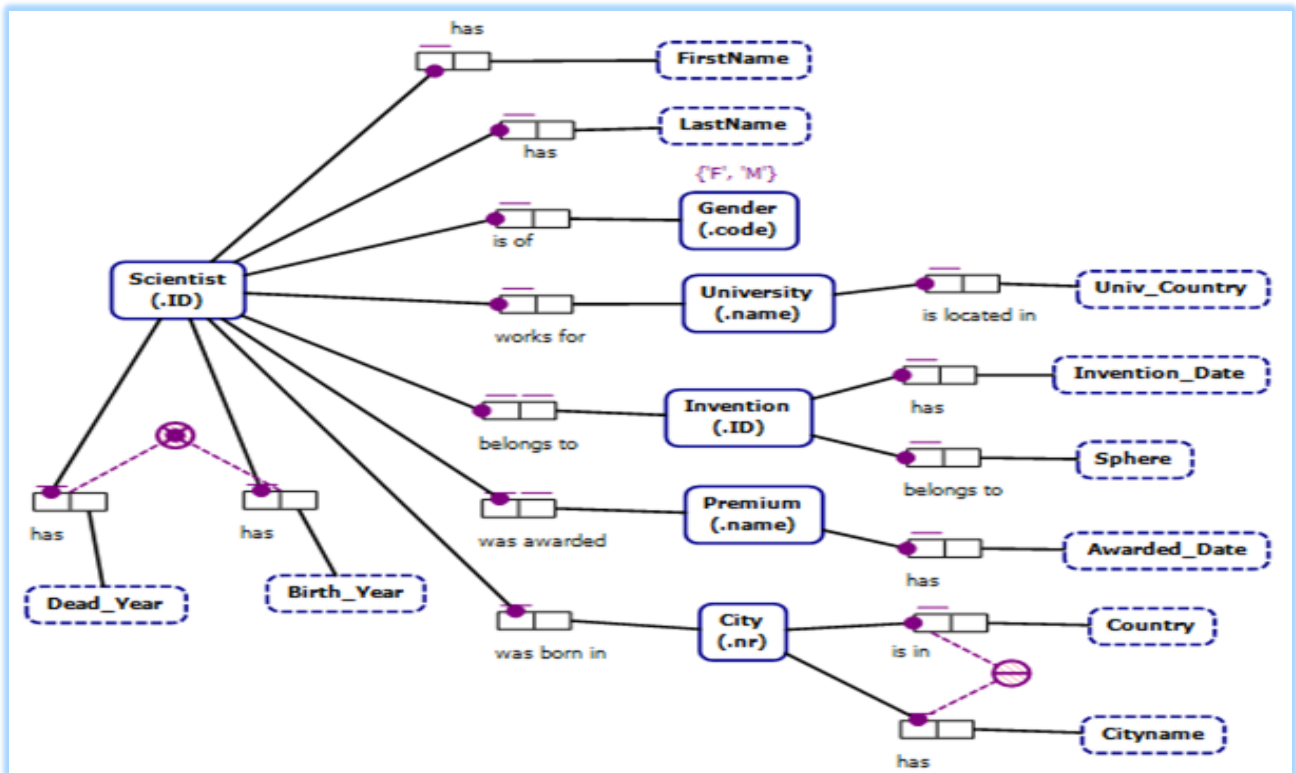 has
FirstName
LastName
has
{'F', 'M'}
Gender
(.code)
is of
Scientist
(.ID)
University
(.name)
works for
Univ_Country
is located in
Invention_Date
has
Invention
(.ID)
belongs to
Sphere
belongs to
Premium
(.name)
was awarded
Awarded_Date
has
has
has
Dead_Year
Birth_Year
City
(.nr)
was born in
Country
is in
Cityname
has